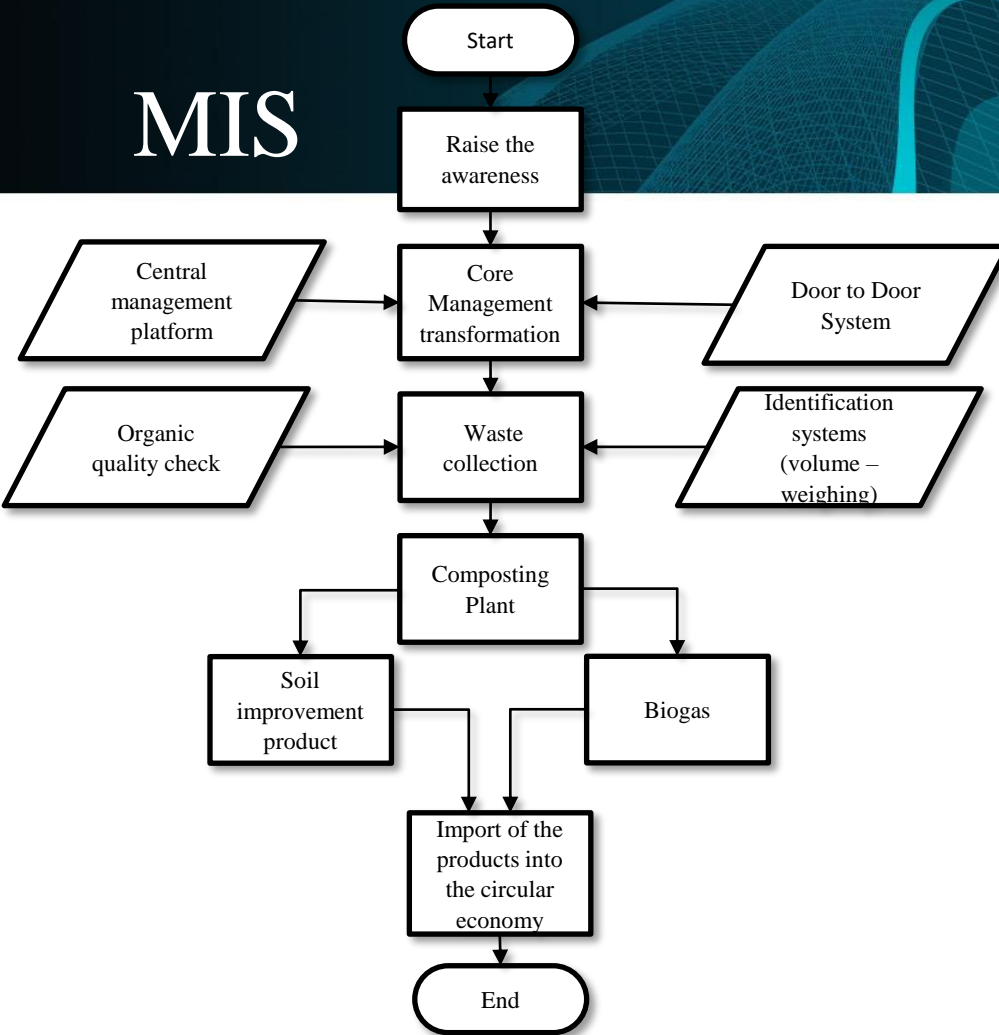 Start
MIS
Raise the
awareness
Central
management
platform
Core
Management
transformation
Door to Door
System
Organic
quality check
Waste
collection
Identification
systems
(volume –
weighing)
Composting
Plant
Soil
improvement
product
Biogas
Import of the
products into
the circular
economy
End